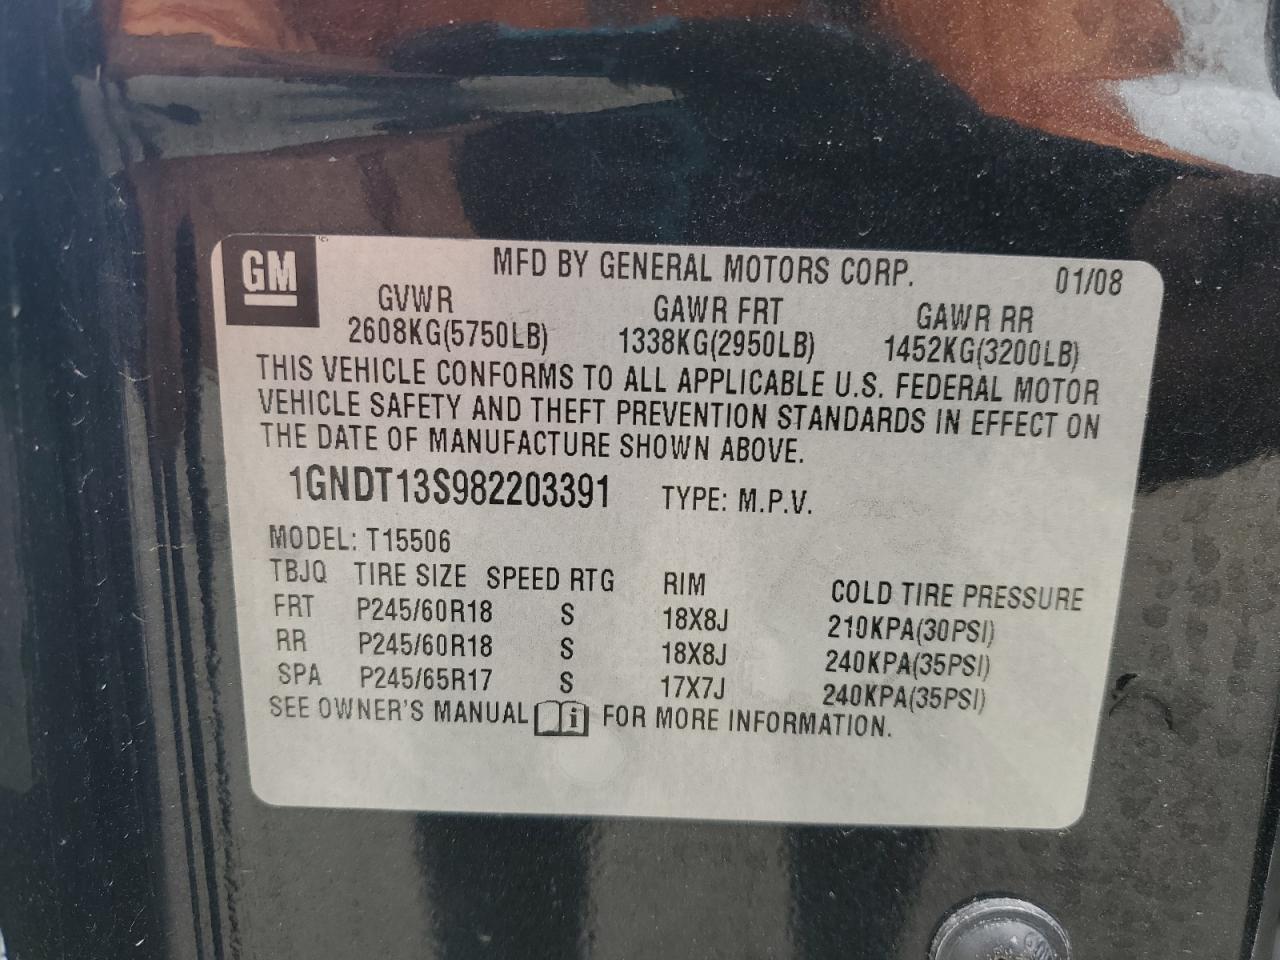 GM
MFD BY GENERAL MOTORS CORP. 01/08
GVWR GAWR FRT GAWR RR
2608KG(5750LB) 1338KG(2950LB) 1452KG(3200LB)
THIS VEHICLE CONFORMS TO ALL APPLICABLE U.S. FEDERAL MOTOR
VEHICLE SAFETY AND THEFT PREVENTION STANDARDS IN EFFECT ON
THE DATE OF MANUFACTURE SHOWN ABOVE.
1GNDT13S982203391 TYPE: M.P.V.
MODEL: T15506
TBJQ TIRE SIZE SPEED RTG RIM COLD TIRE PRESSURE
FRT P245/60R18 S 18X8J 210KPA(30PSI)
RR P245/60R18 S 18X8J 240KPA(35PSI)
SPA P245/65R17 S 17X7J 240KPA(35PSI)
SEE OWNER'S MANUAL i FOR MORE INFORMATION.